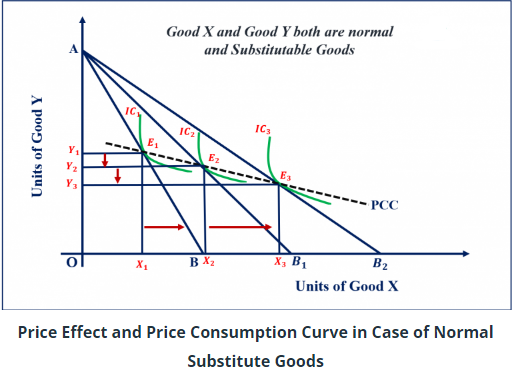 Good X and Good Y both are normal
and Substitutable Goods
A
Units of Good Y
IC₁
IC₂
IC₃
Y₁
E₁
Y₂
E₂
Y₃
E₃
PCC
O
X₁
B
X₂
X₃
B₁
B₂
Units of Good X
Price Effect and Price Consumption Curve in Case of Normal
Substitute Goods